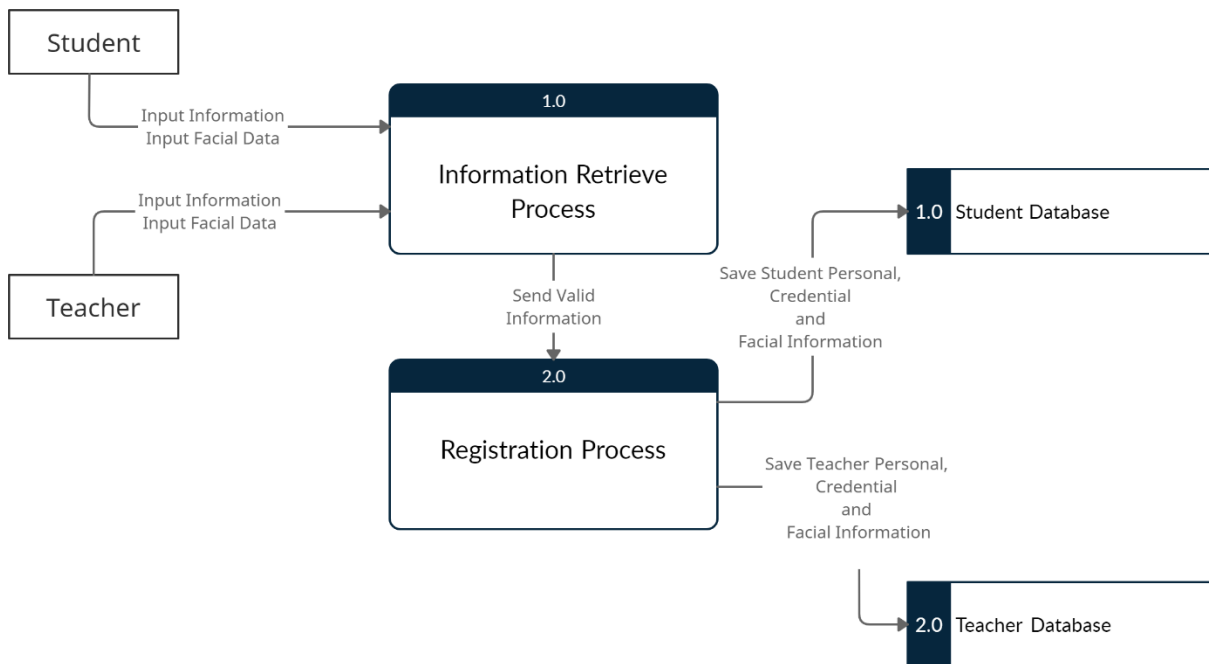 Student
Input Information
Input Facial Data
1.0
Information Retrieve
Process
Input Information
Input Facial Data
Teacher
Send Valid
Information
2.0
Registration Process
Save Student Personal,
Credential
and
Facial Information
1.0 Student Database
Save Teacher Personal,
Credential
and
Facial Information
2.0 Teacher Database